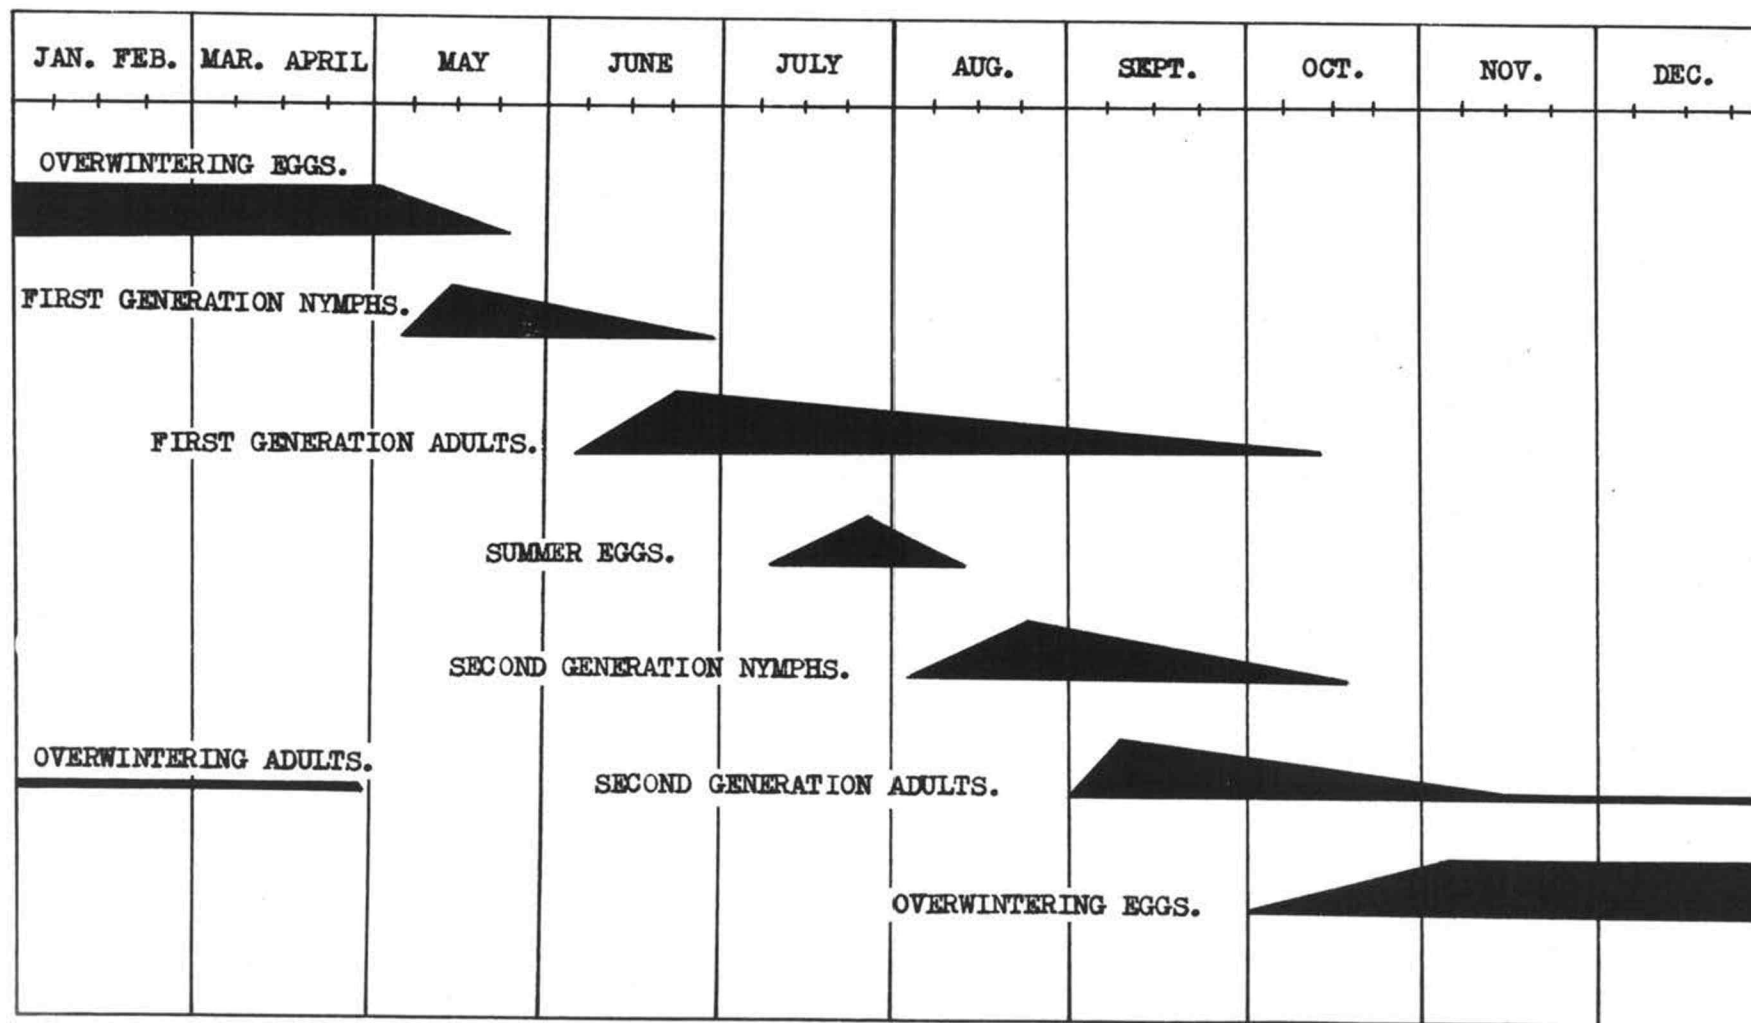 JAN. FEB. MAR. APRIL MAY JUNE JULY AUG. SEPT. OCT. NOV. DEC.
OVERWINTERING EGGS.
FIRST GENERATION NYMPHS.
FIRST GENERATION ADULTS.
SUMMER EGGS.
SECOND GENERATION NYMPHS.
OVERWINTERING ADULTS.
SECOND GENERATION ADULTS.
OVERWINTERING EGGS.